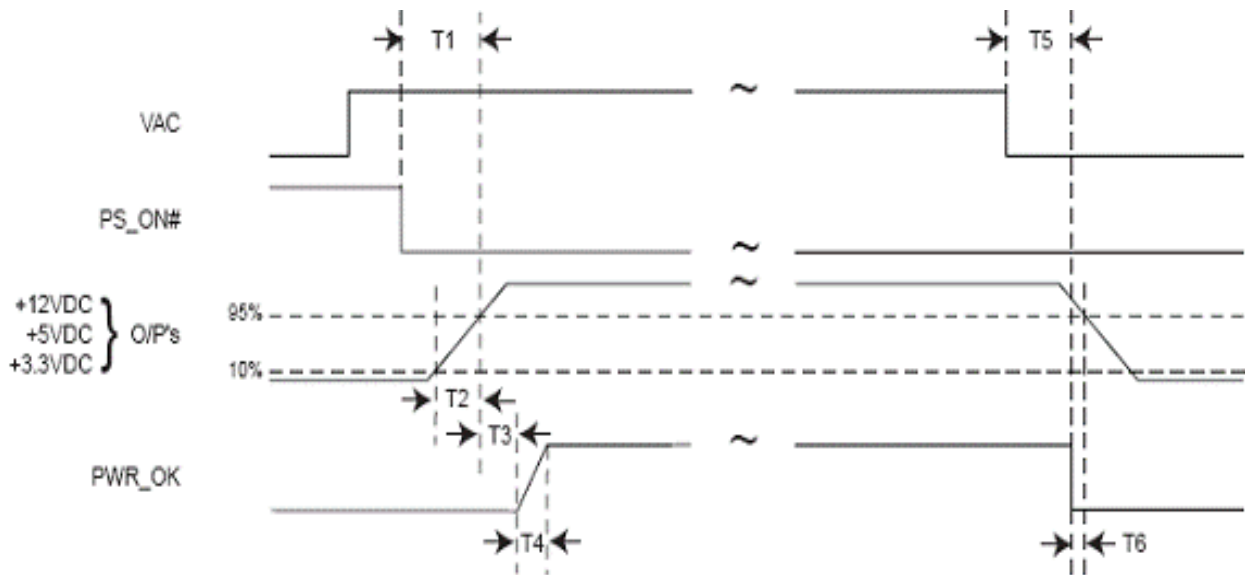 T1
T5
VAC
~
PS_ON#
~
~
+12VDC
+5VDC } O/P's
+3.3VDC
95%
10%
T2
T3
PWR_OK
~
T4
T6